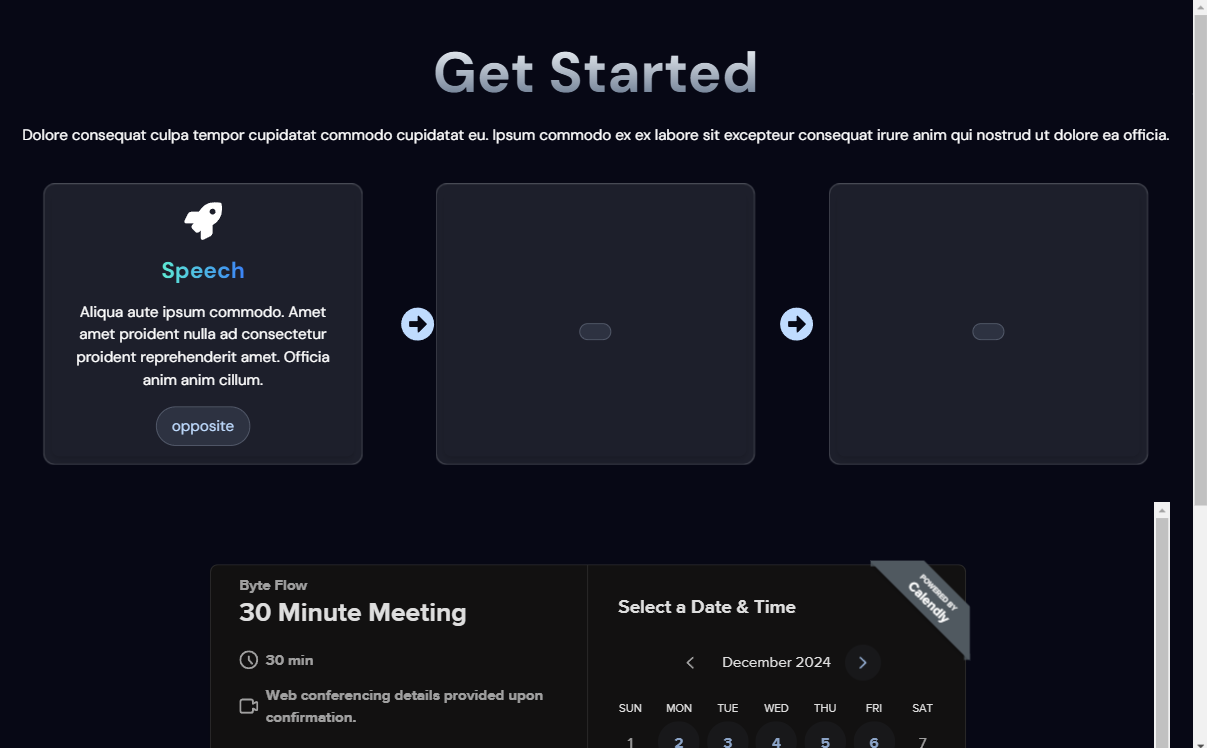 Get Started
Dolore consequat culpa tempor cupidatat commodo cupidatat eu. Ipsum commodo ex ex labore sit excepteur consequat irure anim qui nostrud ut dolore ea officia.
Speech
Aliqua aute ipsum commodo. Amet
amet proident nulla ad consectetur
proident reprehenderit amet. Officia
anim anim cillum.
opposite
Byte Flow
30 Minute Meeting
30 min
Web conferencing details provided upon
confirmation.
POWERED BY
Calendly
Select a Date & Time
December 2024
SUN MON TUE WED THU FRI SAT
1 2 3 4 5 6 7